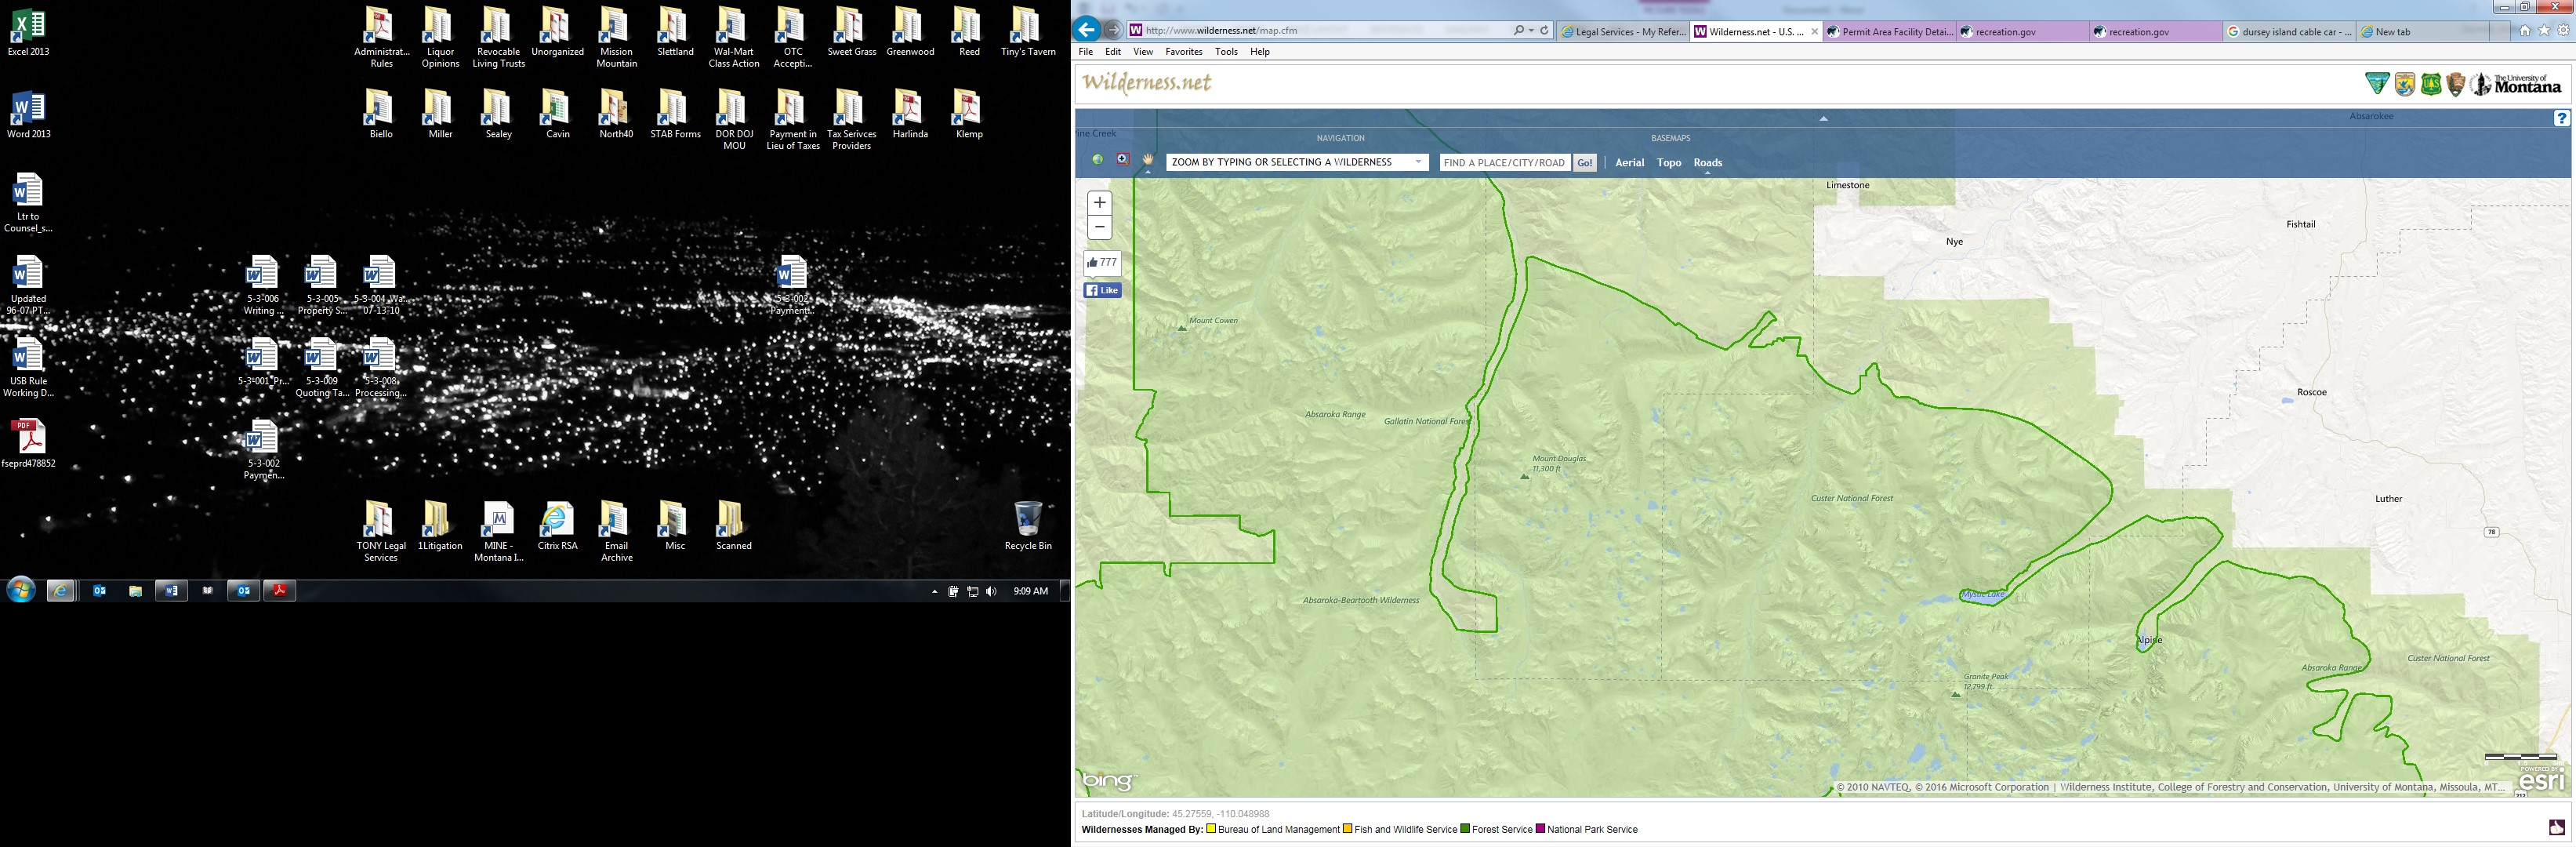 Excel 2013
Administrat...
Rules
Liquor
Opinions
Revocable
Living Trusts
Unorganized
Mission
Mountain
Slettland
Wal-Mart
Class Action
OTC
Accepti...
Sweet Grass
Greenwood
Reed
Tiny's Tavern
Word 2013
Biello
Miller
Sealey
Cavin
North40
STAB Forms
DOR DOJ
MOU
Payment in
Lieu of Taxes
Tax Serivces
Providers
Harlinda
Klemp
Ltr to
Counsel_s...
Updated
96-07 PT...
5-3-006
Writing ...
5-3-005
Property S...
5-3-004_Wa...
07-13-10
5-3-002
Payment...
USB Rule
Working D...
5-3-001_Pr...
5-3-009
Quoting Ta...
5-3-008
Processing...
fseprd478852
5-3-002
Paymen...
TONY Legal
Services
1Litigation
MINE -
Montana I...
Citrix RSA
Email
Archive
Misc
Scanned
Recycle Bin
9:09 AM
http://www.wilderness.net/map.cfm
Legal Services - My Refer...
Wilderness.net - U.S. ...
Permit Area Facility Detai...
recreation.gov
recreation.gov
dursey island cable car - ...
New tab
File Edit View Favorites Tools Help
Wilderness.net
The University of
Montana
Absarokee
ine Creek
NAVIGATION
BASEMAPS
ZOOM BY TYPING OR SELECTING A WILDERNESS
FIND A PLACE/CITY/ROAD
Go!
Aerial Topo Roads
?
+
−
777
Like
Limestone
Nye
Fishtail
Mount Cowen
Roscoe
Absaroka Range
Gallatin National Forest
Mount Douglas
11,300 ft
Custer National Forest
Luther
78
Absaroka-Beartooth Wilderness
Mystic Lake
Alpine
Granite Peak
12,799 ft
Absaroka Range
Custer National Forest
bing
POWERED BY
esri
© 2010 NAVTEQ, © 2016 Microsoft Corporation | Wilderness Institute, College of Forestry and Conservation, University of Montana, Missoula, MT...
212
Latitude/Longitude: 45.27559, -110.048988
Wildernesses Managed By: Bureau of Land Management Fish and Wildlife Service Forest Service National Park Service